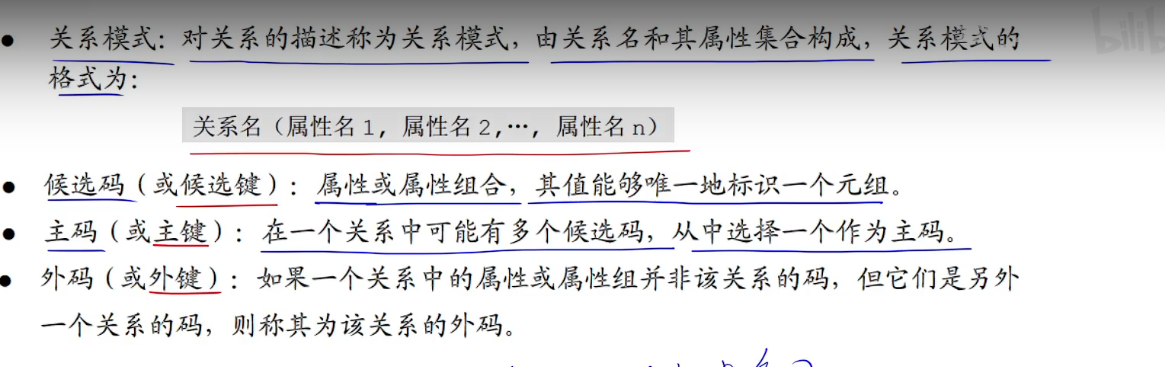 ● 关系模式：对关系的描述称为关系模式，由关系名和其属性集合构成，关系模式的
格式为：
关系名（属性名1，属性名2,…，属性名n）
● 候选码（或候选键）：属性或属性组合，其值能够唯一地标识一个元组。
● 主码（或主键）：在一个关系中可能有多个候选码，从中选择一个作为主码。
● 外码（或外键）：如果一个关系中的属性或属性组并非该关系的码，但它们是另外
一个关系的码，则称其为该关系的外码。